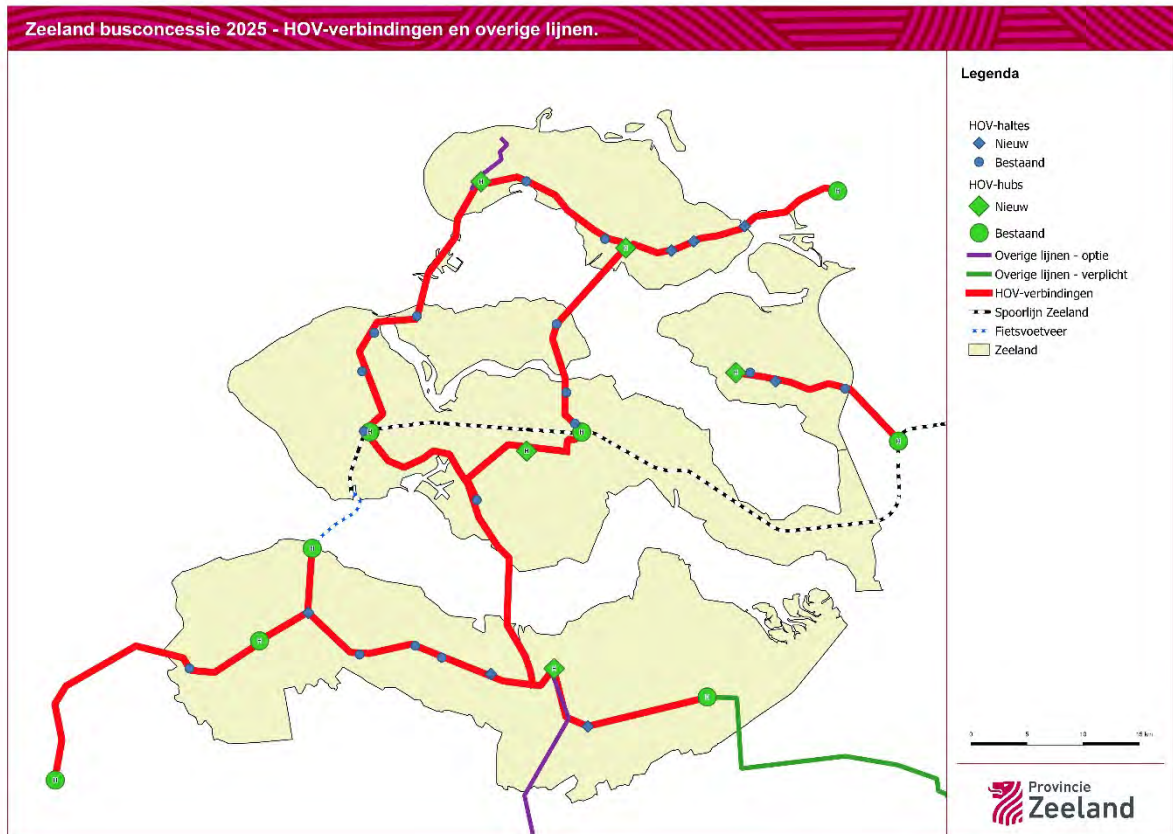 Zeeland busconcessie 2025 - HOV-verbindingen en overige lijnen.
Legenda
HOV-haltes
Nieuw
Bestaand
HOV-hubs
Nieuw
Bestaand
Overige lijnen - optie
Overige lijnen - verplicht
HOV-verbindingen
Spoorlijn Zeeland
Fietsvoetveer
Zeeland
0 5 10 15 km
Provincie
Zeeland